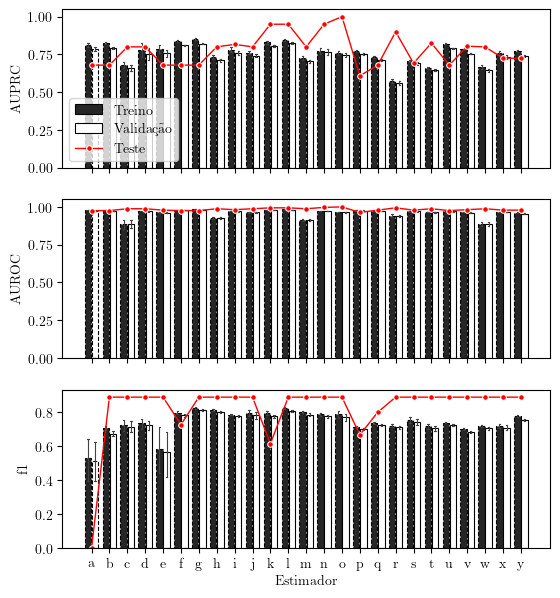 1.00
0.75
0.50
0.25
0.00
AUPRC
Treino
Validação
Teste
1.00
0.75
0.50
0.25
0.00
AUROC
0.8
0.6
0.4
0.2
0.0
f1
a b c d e f g h i j k l m n o p q r s t u v w x y
Estimador